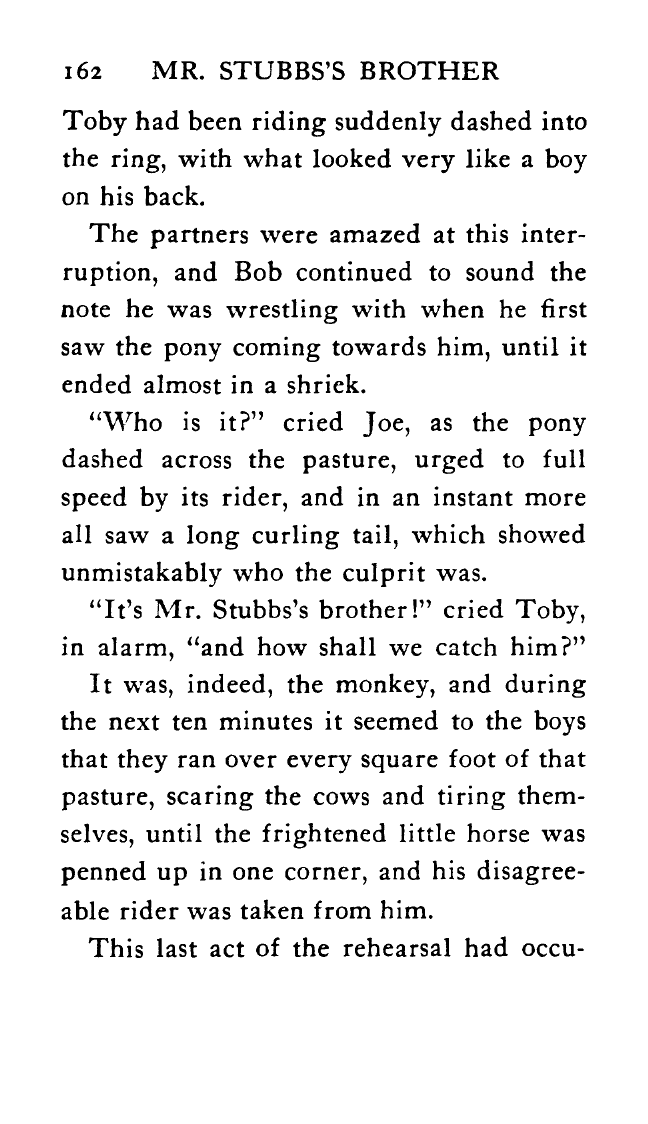 162 MR. STUBBS'S BROTHER
Toby had been riding suddenly dashed into
the ring, with what looked very like a boy
on his back.
The partners were amazed at this inter-
ruption, and Bob continued to sound the
note he was wrestling with when he first
saw the pony coming towards him, until it
ended almost in a shriek.
“Who is it?” cried Joe, as the pony
dashed across the pasture, urged to full
speed by its rider, and in an instant more
all saw a long curling tail, which showed
unmistakably who the culprit was.
“It's Mr. Stubbs's brother!” cried Toby,
in alarm, “and how shall we catch him?”
It was, indeed, the monkey, and during
the next ten minutes it seemed to the boys
that they ran over every square foot of that
pasture, scaring the cows and tiring them-
selves, until the frightened little horse was
penned up in one corner, and his disagree-
able rider was taken from him.
This last act of the rehearsal had occu-